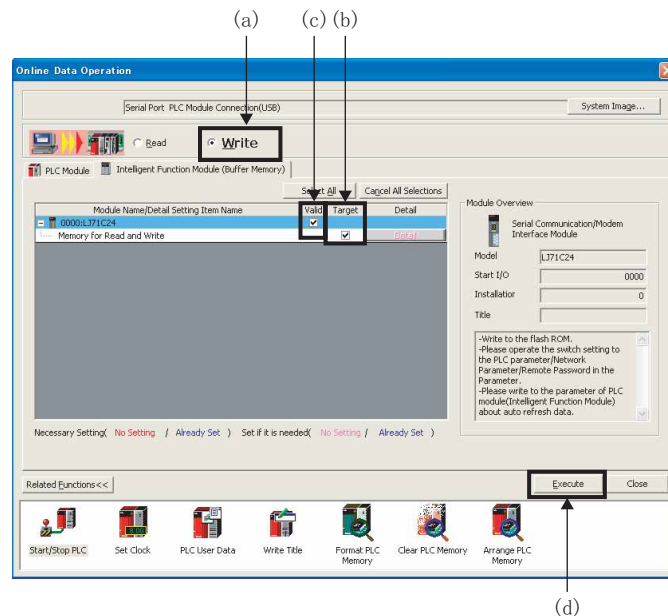 (a) (c) (b)
Online Data Operation
Serial Port PLC Module Connection(USB) System Image...
Read Write
PLC Module Intelligent Function Module (Buffer Memory)
Select All Cancel All Selections
Module Name/Detail Setting Item Name Valid Target Detail
0000:LJ71C24
Memory for Read and Write Detail
Module Overview
Serial Communication/Modem
Interface Module
Model LJ71C24
Start I/O 0000
Installatior 0
Title
-Write to the flash ROM.
-Please operate the switch setting to
the PLC parameter/Network
Parameter/Remote Password in the
Parameter.
-Please write to the parameter of PLC
module(Intelligent Function Module)
about auto refresh data.
Necessary Setting( No Setting / Already Set ) Set if it is needed( No Setting / Already Set )
Related Functions<< Execute Close
Start/Stop PLC Set Clock PLC User Data Write Title Format PLC Memory Clear PLC Memory Arrange PLC Memory
(d)